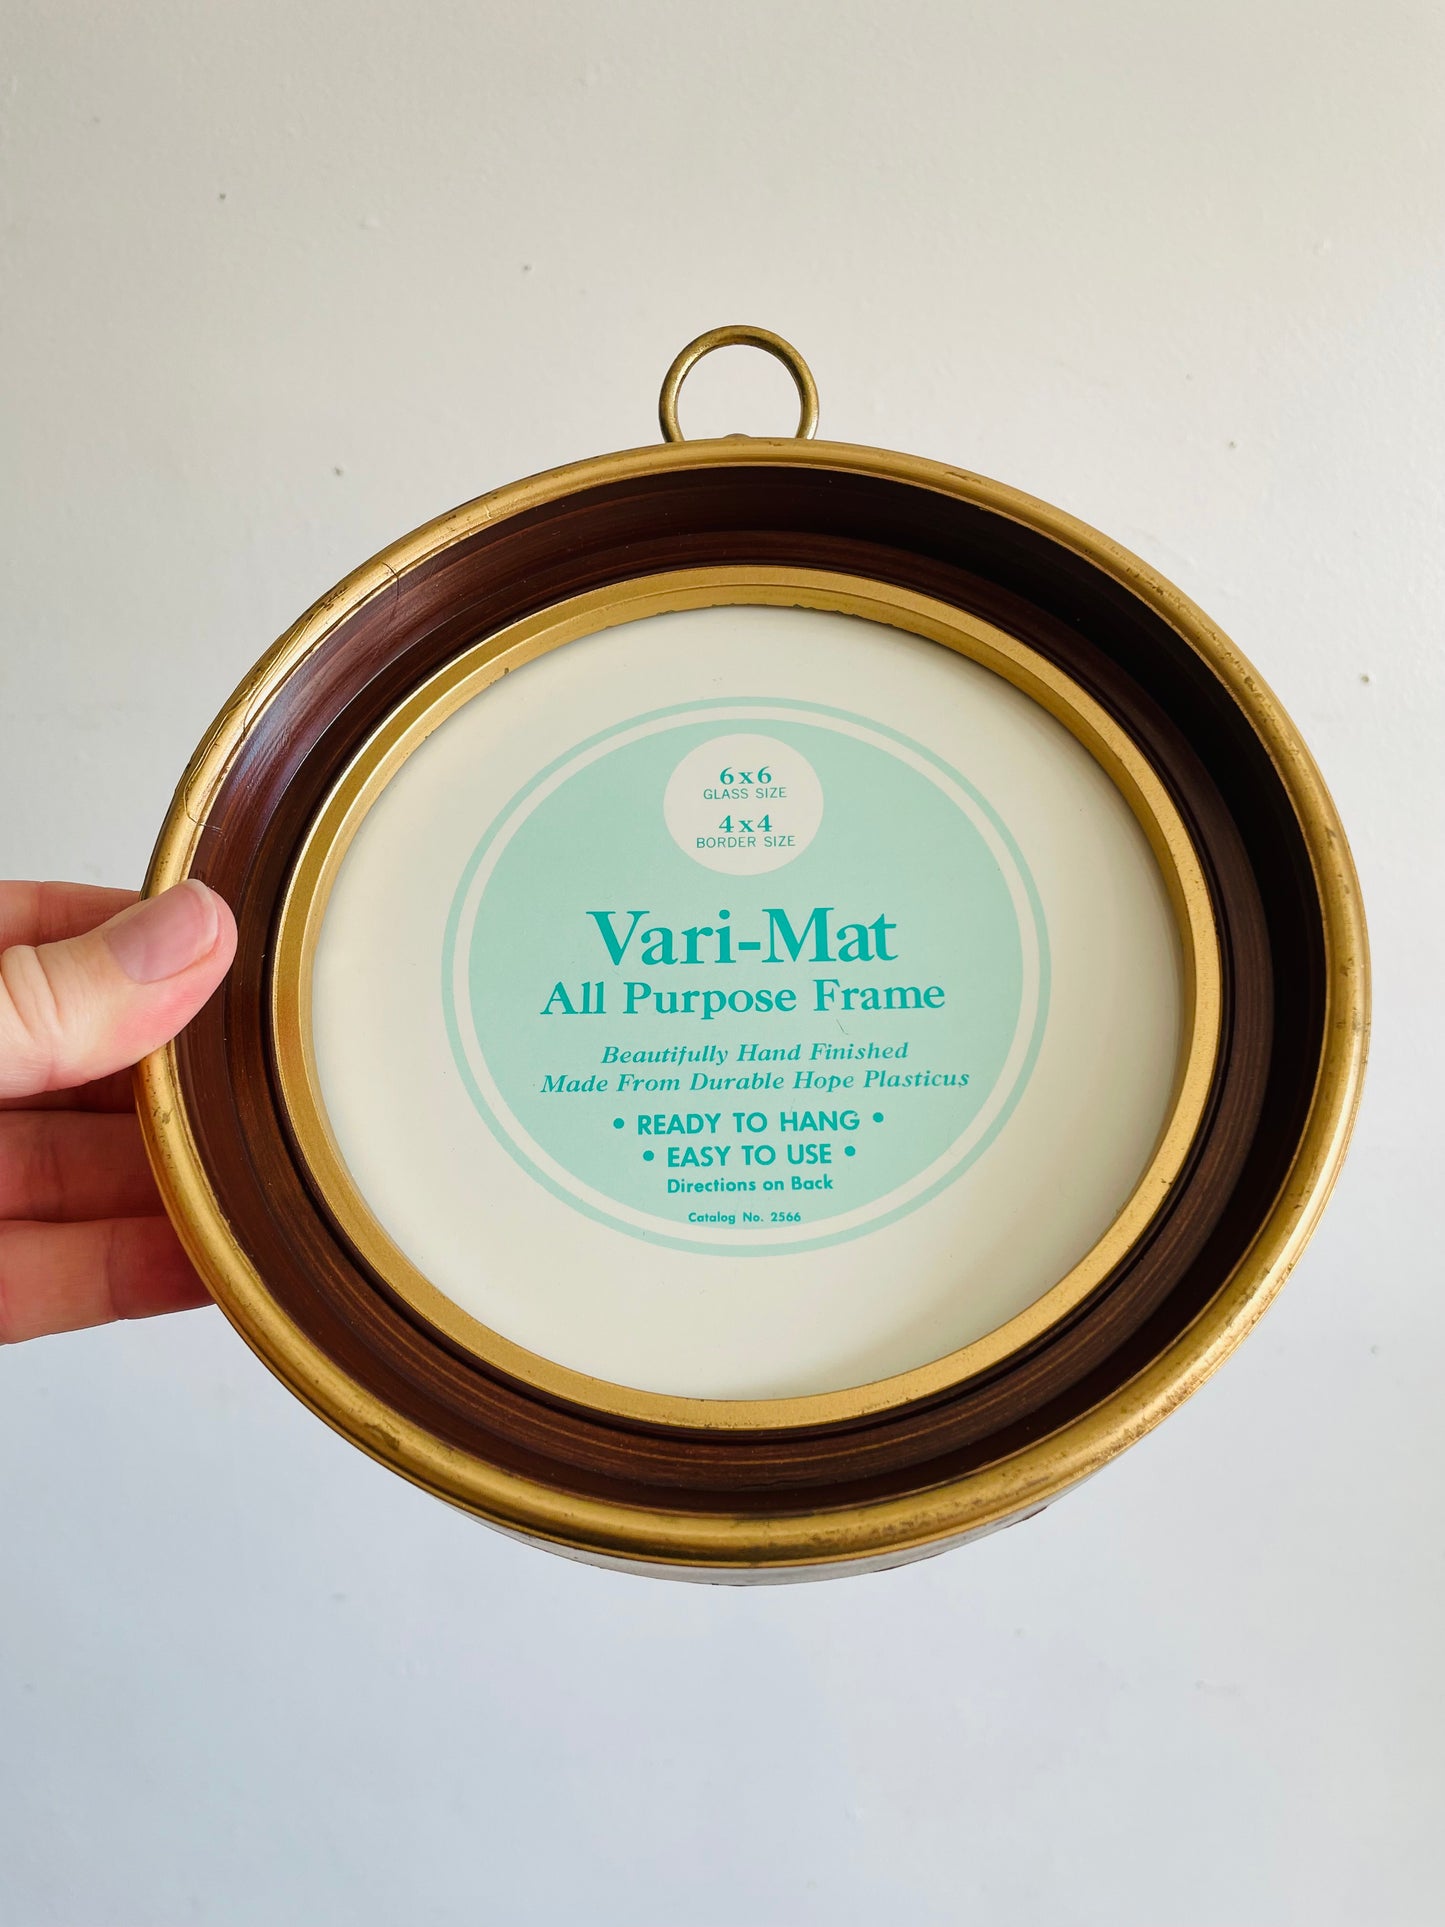 6x6
GLASS SIZE
4x4
BORDER SIZE
Vari-Mat
All Purpose Frame
Beautifully Hand Finished
Made From Durable Hope Plasticus
• READY TO HANG •
• EASY TO USE •
Directions on Back
Catalog No. 2566